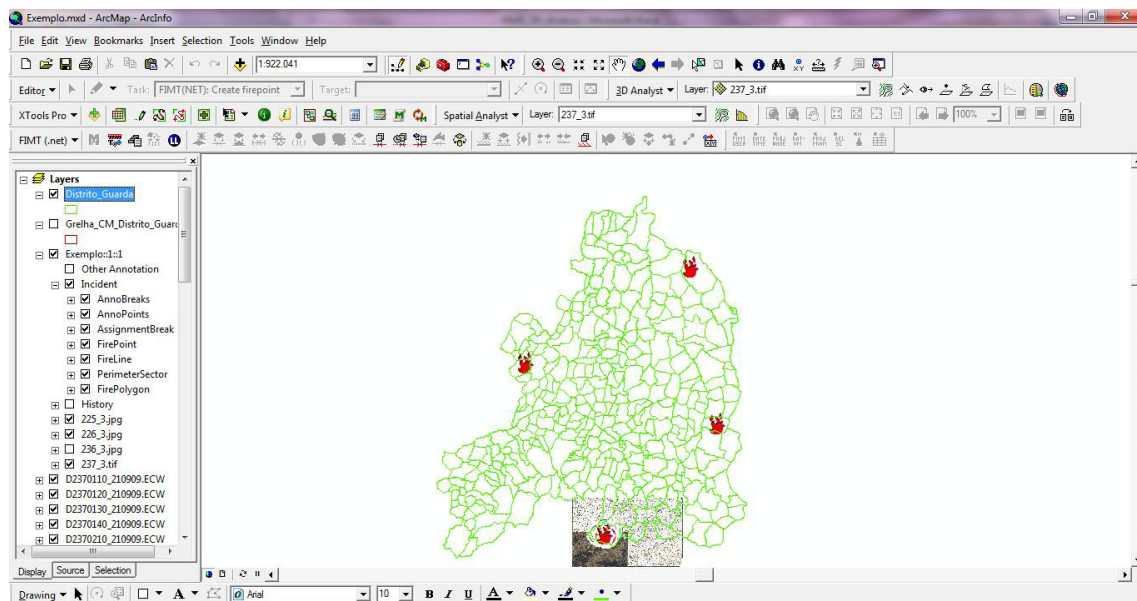 Exemplo.mxd - ArcMap - ArcInfo
File Edit View Bookmarks Insert Selection Tools Window Help
1:922.041
Editor Task: FIMT(NET): Create firepoint Target: 3D Analyst Layer: 237_3.tif
XTools Pro Spatial Analyst Layer: 237_3.tif 100%
FIMT (.net)
Layers
Distrito_Guarda
Grelha_CM_Distrito_Guard
Exemplo::1::1
Other Annotation
Incident
AnnoBreaks
AnnoPoints
AssignmentBreak
FirePoint
FireLine
PerimeterSector
FirePolygon
History
225_3.jpg
226_3.jpg
236_3.jpg
237_3.tif
D2370110_210909.ECW
D2370120_210909.ECW
D2370130_210909.ECW
D2370140_210909.ECW
D2370210_210909.ECW
Display Source Selection
Drawing A Arial 10 B I U A